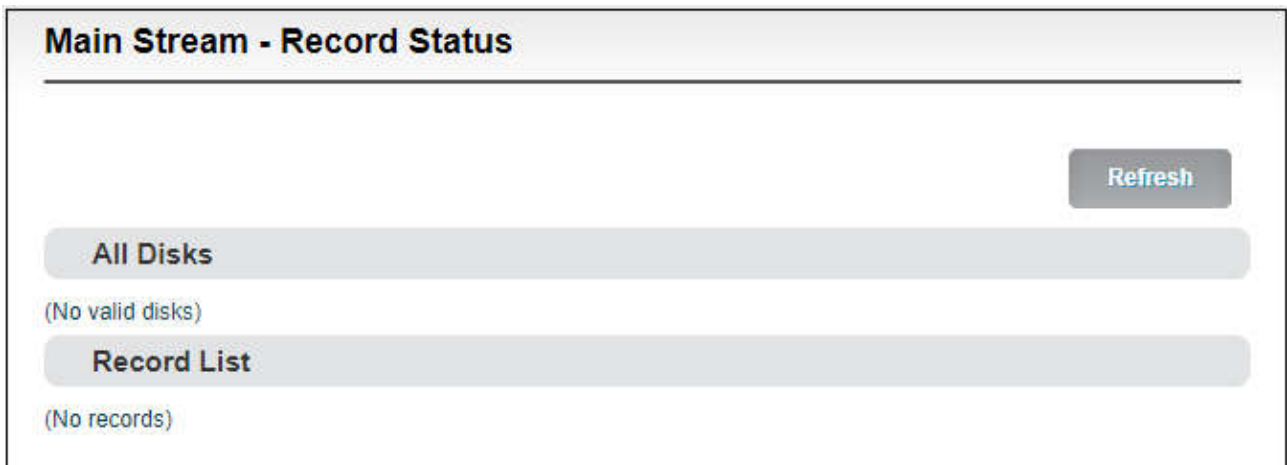 Main Stream - Record Status
Refresh
All Disks
(No valid disks)
Record List
(No records)